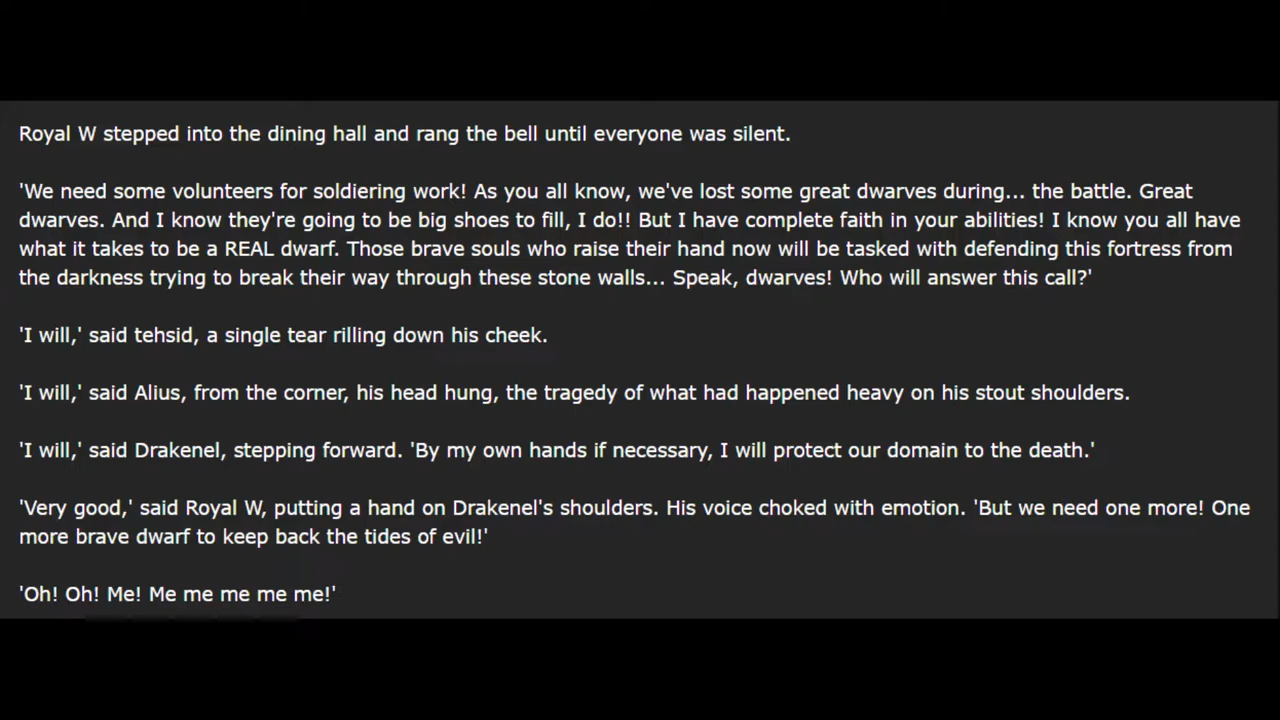 Royal W stepped into the dining hall and rang the bell until everyone was silent.
'We need some volunteers for soldiering work! As you all know, we've lost some great dwarves during... the battle. Great
dwarves. And I know they're going to be big shoes to fill, I do!! But I have complete faith in your abilities! I know you all have
what it takes to be a REAL dwarf. Those brave souls who raise their hand now will be tasked with defending this fortress from
the darkness trying to break their way through these stone walls... Speak, dwarves! Who will answer this call?'
'I will,' said tehsid, a single tear rilling down his cheek.
'I will,' said Alius, from the corner, his head hung, the tragedy of what had happened heavy on his stout shoulders.
'I will,' said Drakenel, stepping forward. 'By my own hands if necessary, I will protect our domain to the death.'
'Very good,' said Royal W, putting a hand on Drakenel's shoulders. His voice choked with emotion. 'But we need one more! One
more brave dwarf to keep back the tides of evil!'
'Oh! Oh! Me! Me me me me me!'